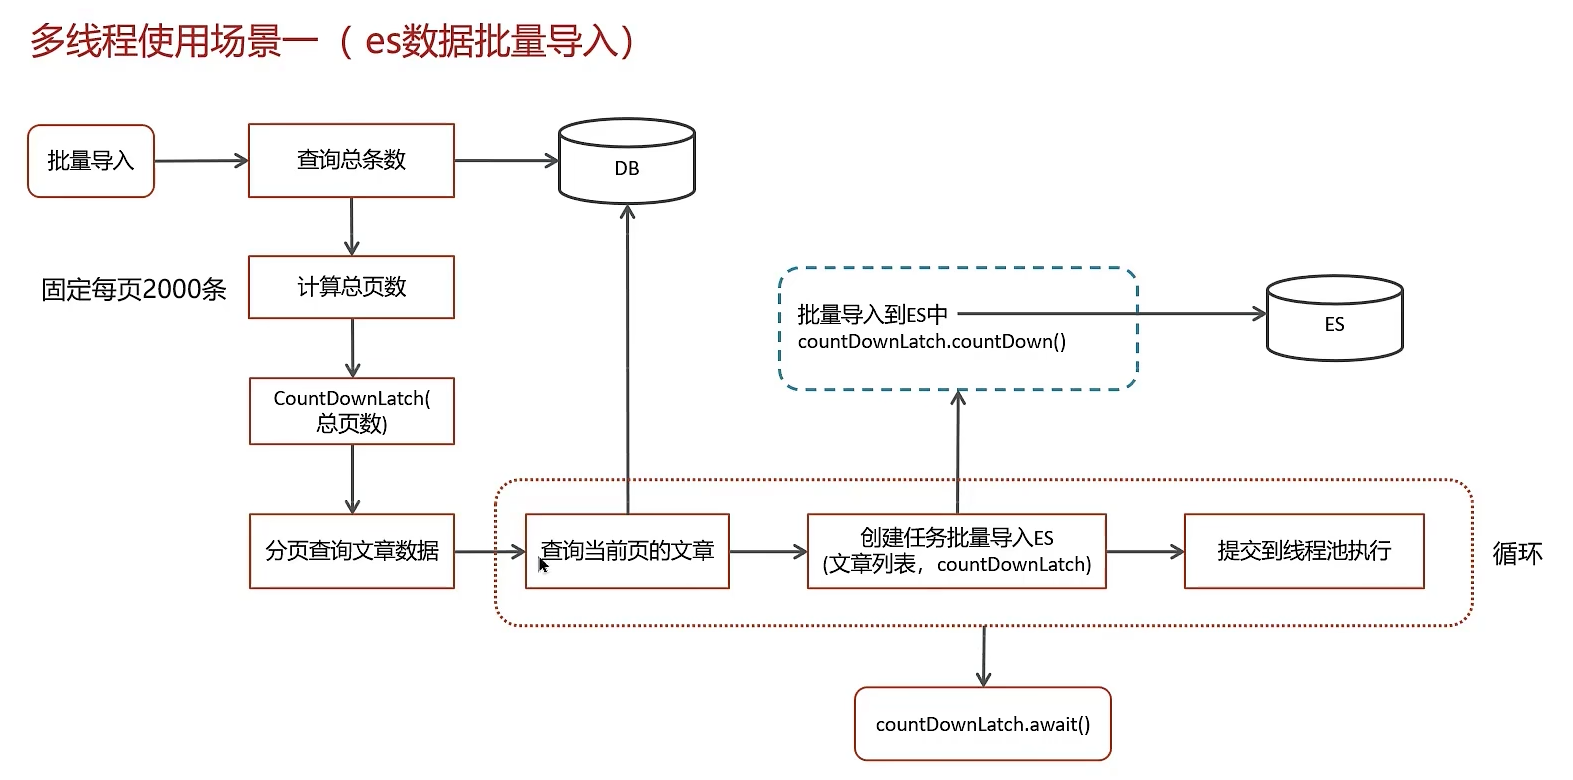 多线程使用场景一（ es数据批量导入）
批量导入
查询总条数
DB
固定每页2000条
计算总页数
批量导入到ES中
countDownLatch.countDown()
ES
CountDownLatch(
总页数)
分页查询文章数据
查询当前页的文章
创建任务批量导入ES
(文章列表，countDownLatch)
提交到线程池执行
循环
countDownLatch.await()